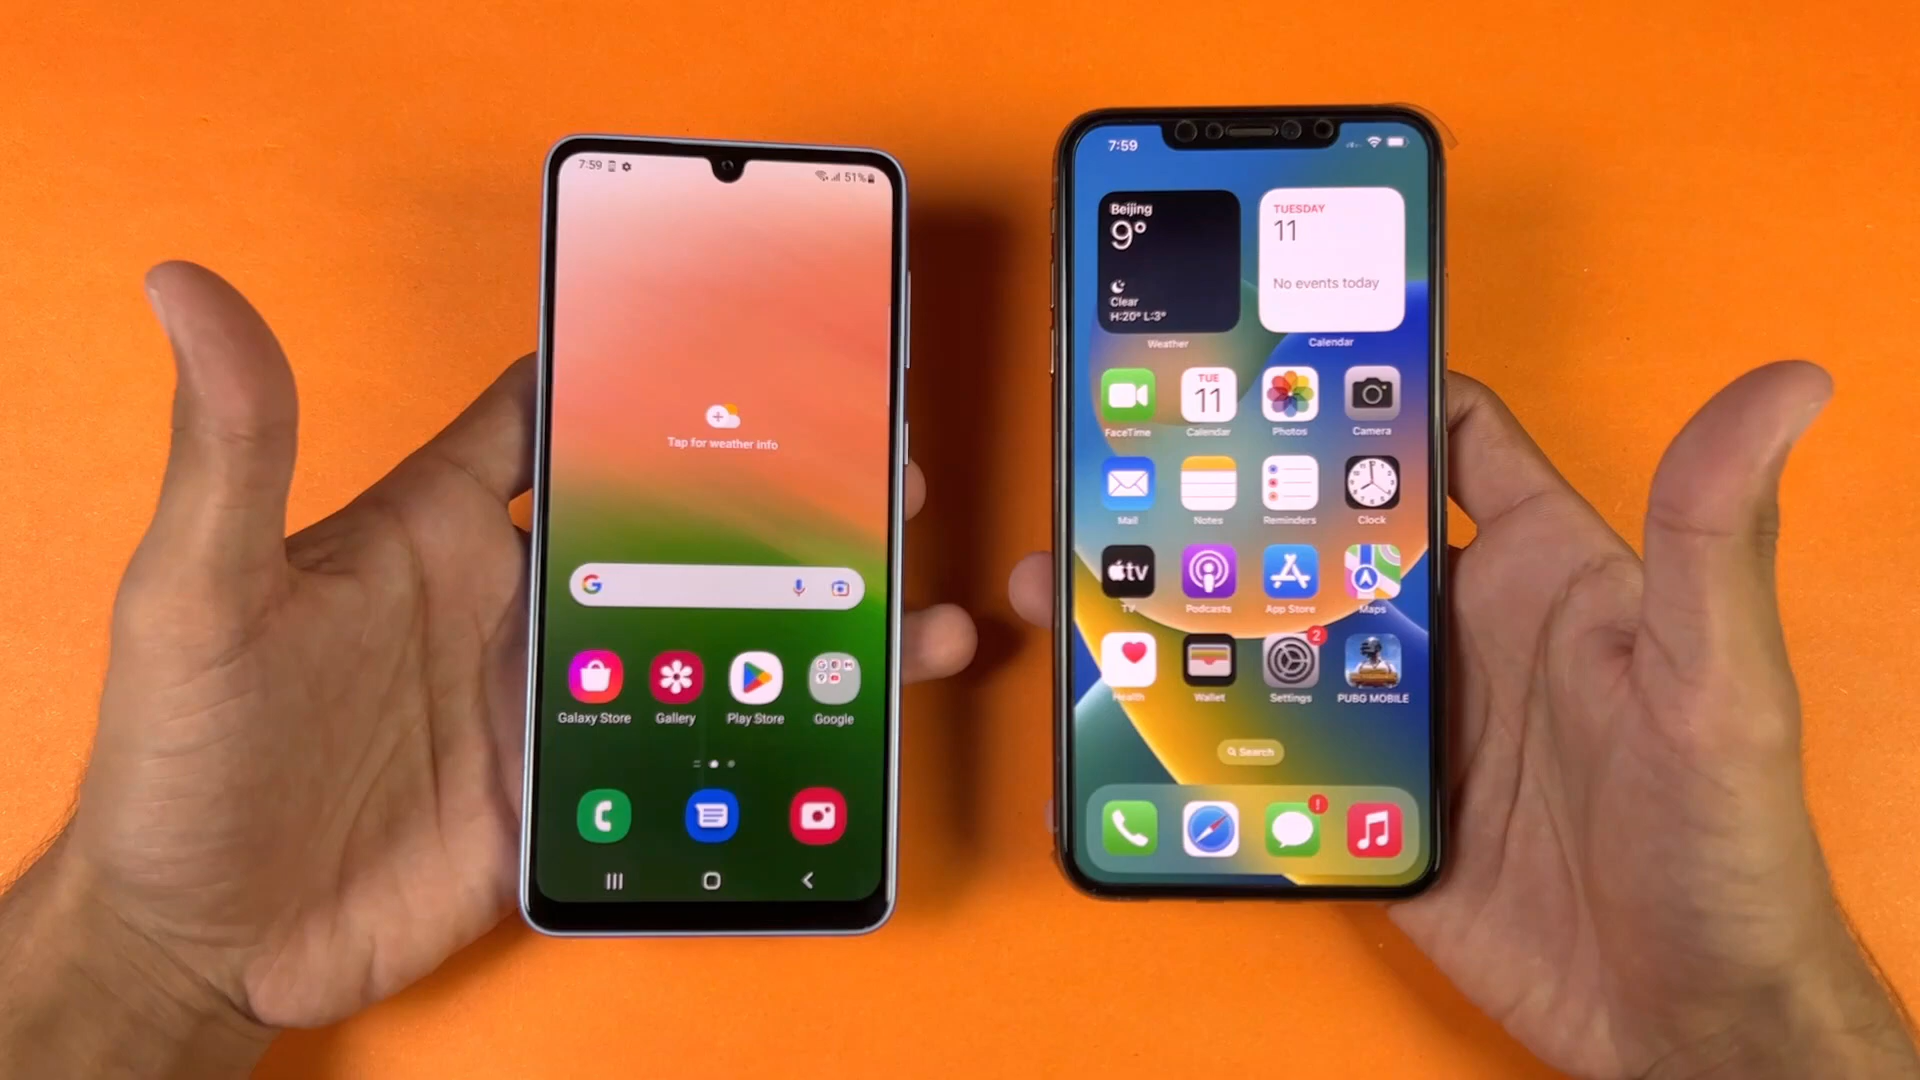 7:59
51%
Tap for weather info
G
Galaxy Store
Gallery
Play Store
Google
7:59
Beijing
9°
Clear
H:20° L:3°
Weather
TUESDAY
11
No events today
Calendar
FaceTime
TUE
11
Calendar
Photos
Camera
Mail
Notes
Reminders
Clock
tv
TV
Podcasts
App Store
Maps
Health
Wallet
2
Settings
PUBG MOBILE
Search
!